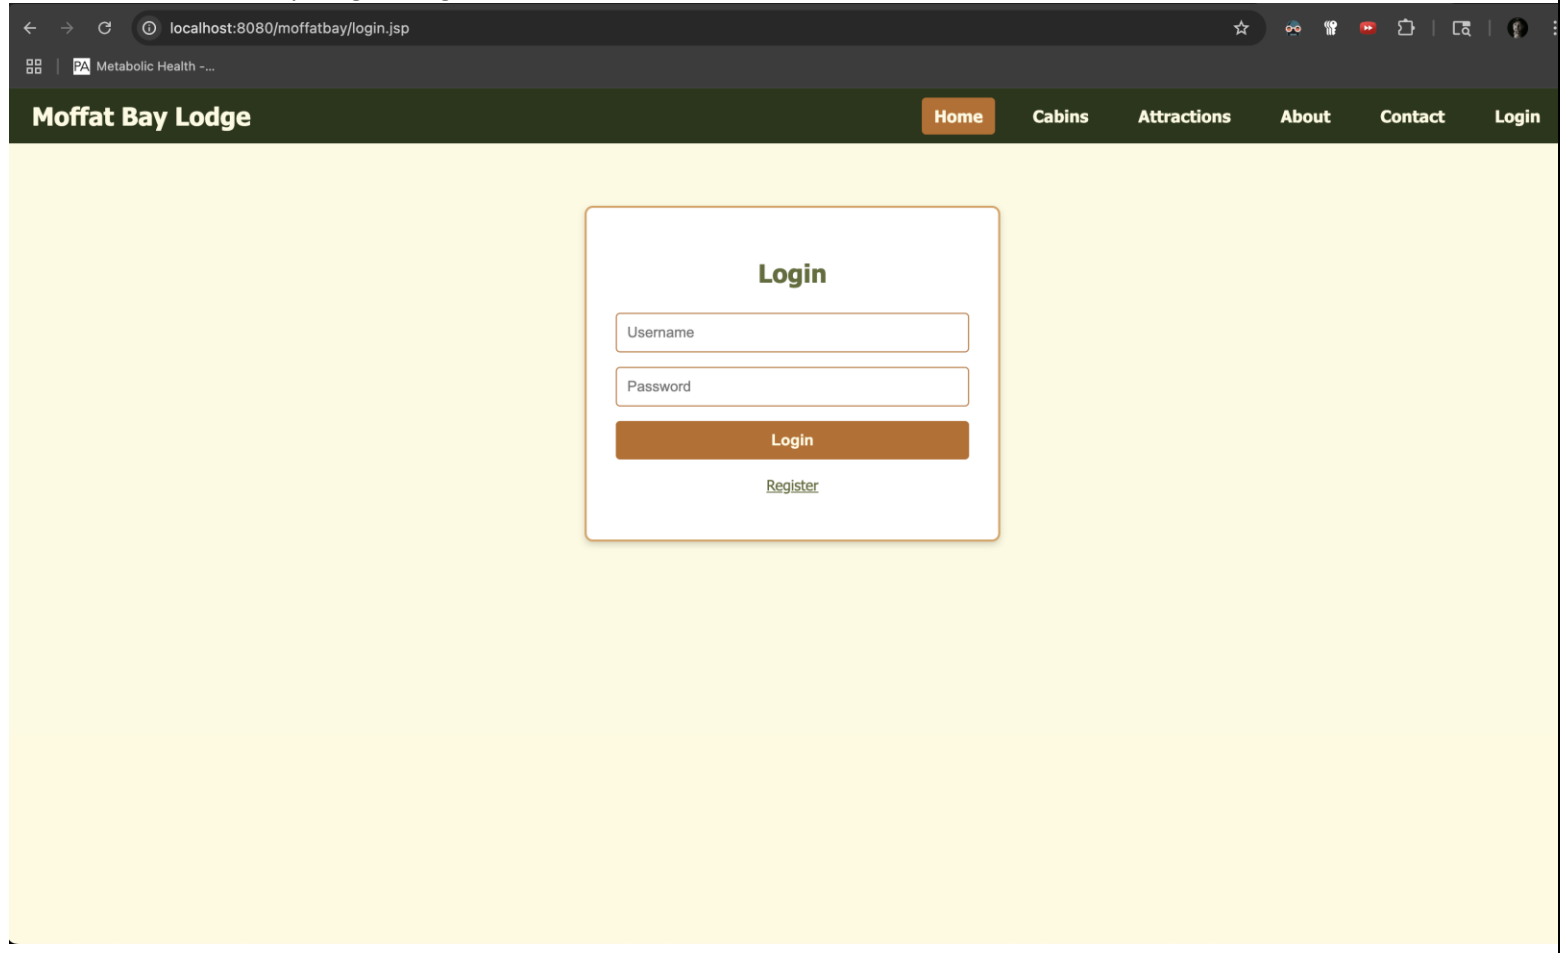 localhost:8080/moffatbay/login.jsp
PA Metabolic Health -...
Moffat Bay Lodge Home Cabins Attractions About Contact Login
Login
Username
Password
Login
Register